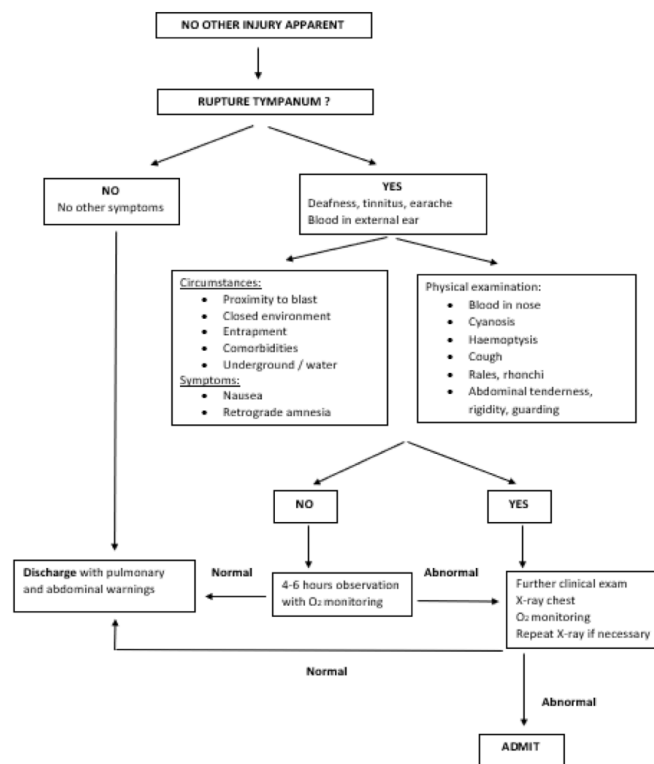 NO OTHER INJURY APPARENT
RUPTURE TYMPANUM ?
NO
No other symptoms
YES
Deafness, tinnitus, earache
Blood in external ear
Circumstances:
• Proximity to blast
• Closed environment
• Entrapment
• Comorbidities
• Underground / water
Symptoms:
• Nausea
• Retrograde amnesia
Physical examination:
• Blood in nose
• Cyanosis
• Haemoptysis
• Cough
• Rales, rhonchi
• Abdominal tenderness,
rigidity, guarding
NO
YES
Discharge with pulmonary
and abdominal warnings
Normal
4-6 hours observation
with O₂ monitoring
Abnormal
Further clinical exam
X-ray chest
O₂ monitoring
Repeat X-ray if necessary
Normal
Abnormal
ADMIT